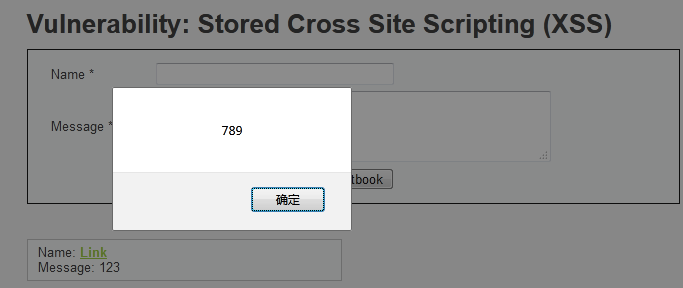 Vulnerability: Stored Cross Site Scripting (XSS)
Name *
Message *
789
tbook
确定
Name: Link
Message: 123